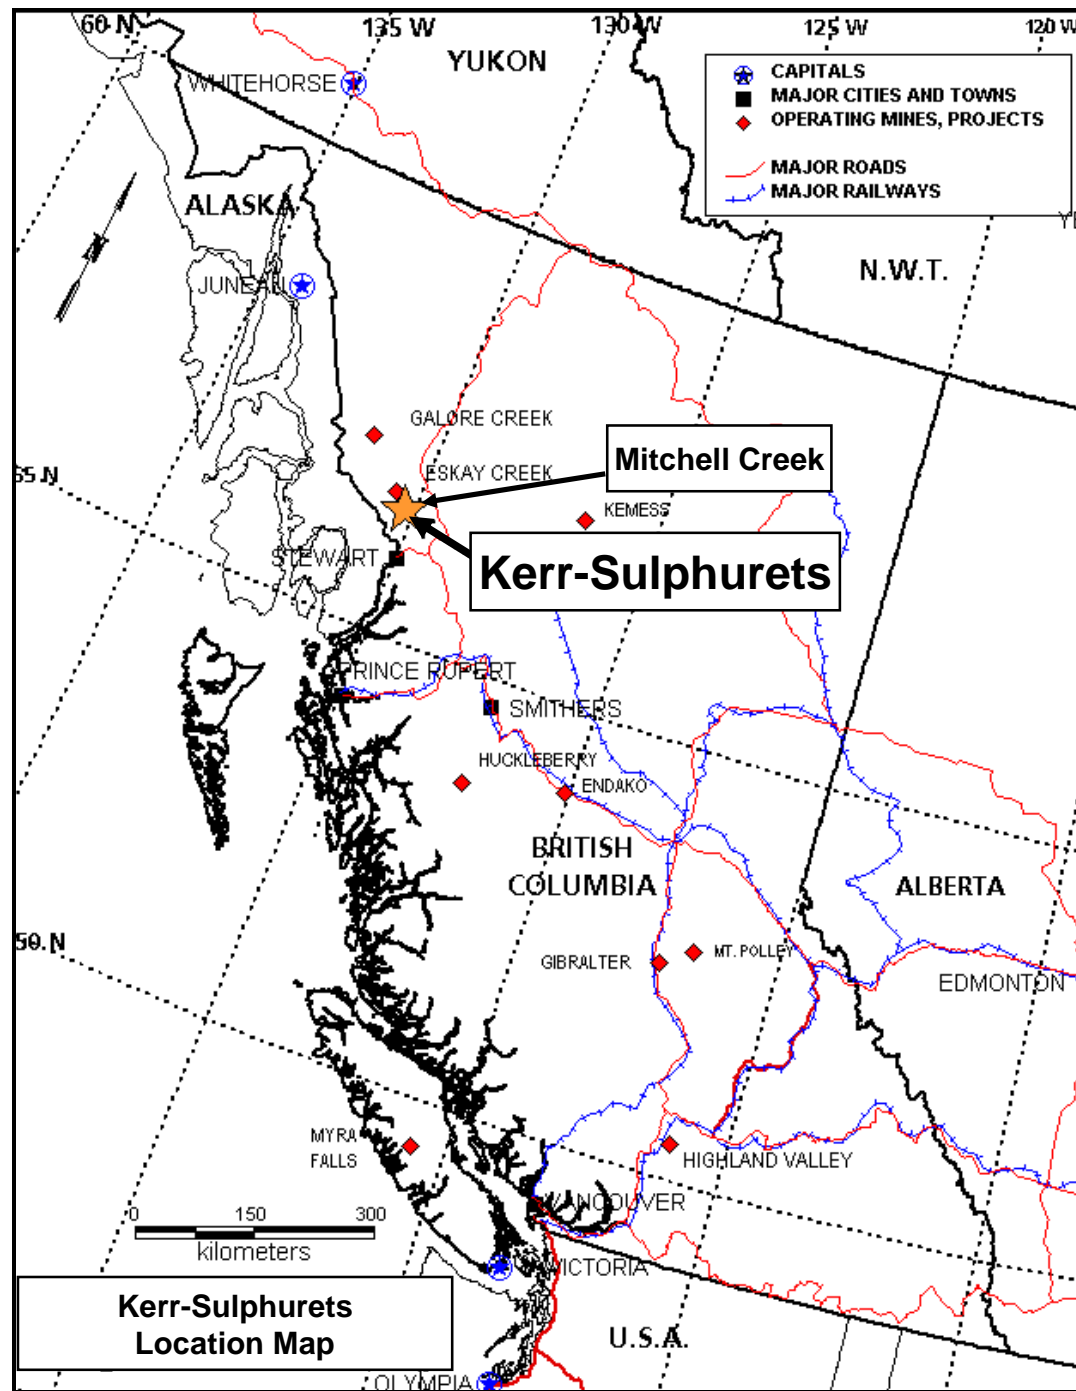 60 N
135 W
130 W
125 W
120 W
YUKON
WHITEHORSE
CAPITALS
MAJOR CITIES AND TOWNS
OPERATING MINES, PROJECTS
MAJOR ROADS
MAJOR RAILWAYS
ALASKA
N
N.W.T.
JUNEAU
GALORE CREEK
55 N
ESKAY CREEK
Mitchell Creek
KEMESS
STEWART
Kerr-Sulphurets
PRINCE RUPERT
SMITHERS
HUCKLEBERRY
ENDAKO
BRITISH
COLUMBIA
ALBERTA
50 N
GIBRALTER
MT. POLLEY
EDMONTON
MYRA
FALLS
HIGHLAND VALLEY
VANCOUVER
0 150 300
kilometers
VICTORIA
Kerr-Sulphurets
Location Map
U.S.A.
OLYMPIA